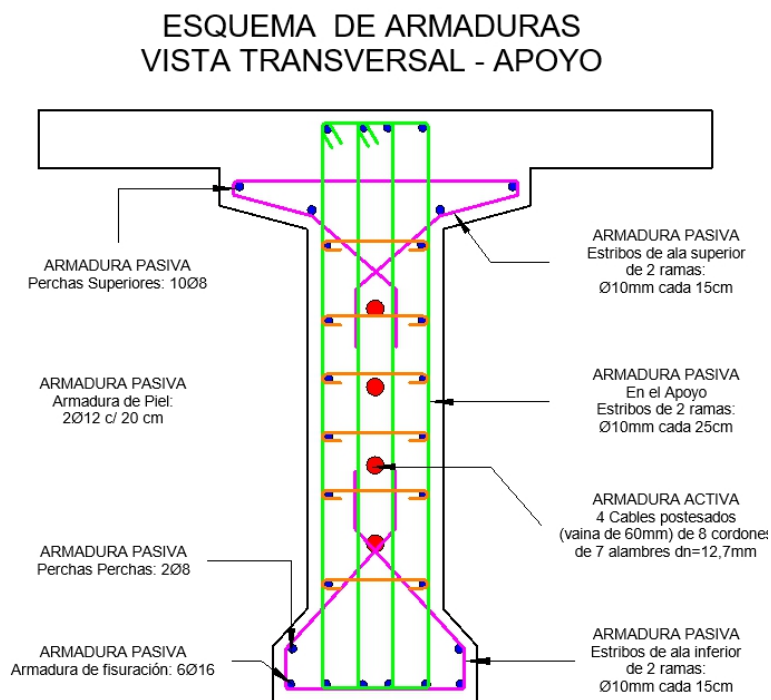 ESQUEMA DE ARMADURAS
VISTA TRANSVERSAL - APOYO
ARMADURA PASIVA
Perchas Superiores: 10Ø8
ARMADURA PASIVA
Armadura de Piel:
2Ø12 c/ 20 cm
ARMADURA PASIVA
Perchas Perchas: 2Ø8
ARMADURA PASIVA
Armadura de fisuración: 6Ø16
ARMADURA PASIVA
Estribos de ala superior
de 2 ramas:
Ø10mm cada 15cm
ARMADURA PASIVA
En el Apoyo
Estribos de 2 ramas:
Ø10mm cada 25cm
ARMADURA ACTIVA
4 Cables postesados
(vaina de 60mm) de 8 cordones
de 7 alambres dn=12,7mm
ARMADURA PASIVA
Estribos de ala inferior
de 2 ramas:
Ø10mm cada 15cm